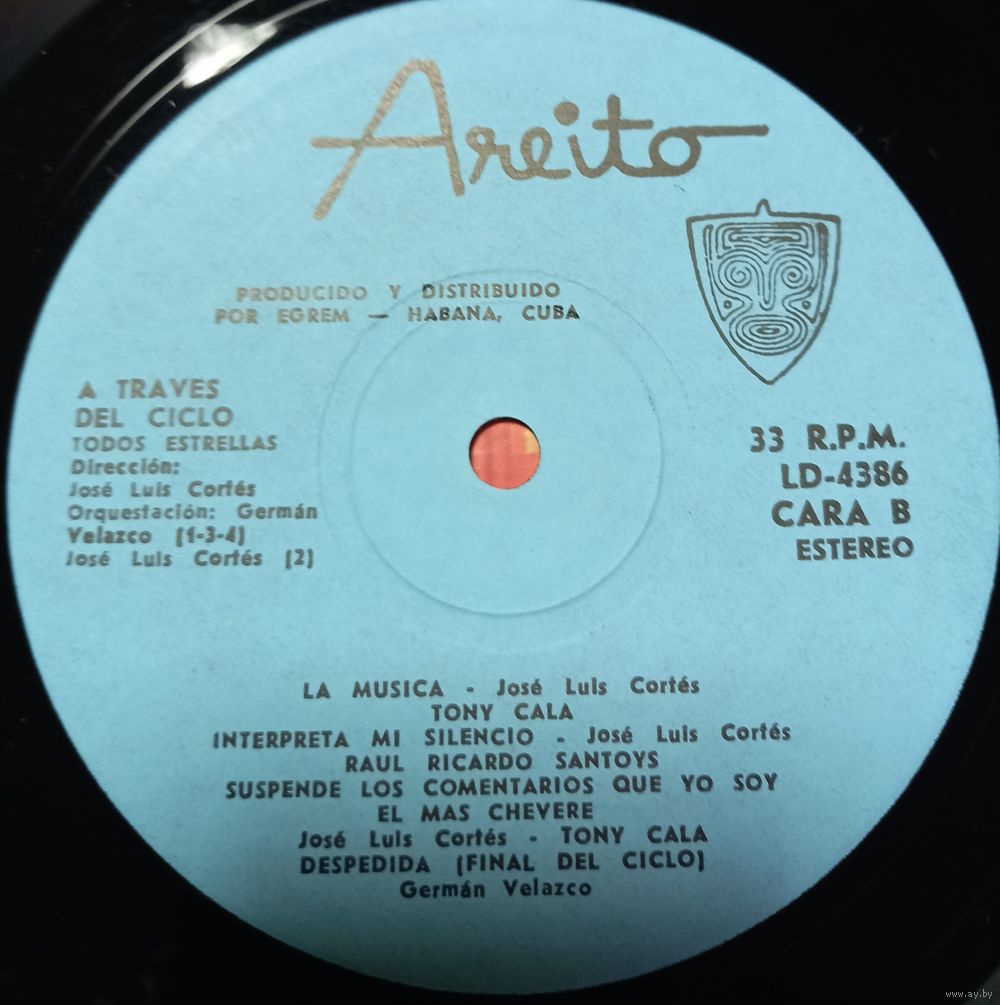 Areito
PRODUCIDO Y DISTRIBUIDO
POR EGREM — HABANA, CUBA
A TRAVES
DEL CICLO
TODOS ESTRELLAS
Dirección:
José Luis Cortés
Orquestación: Germán
Velazco (1-3-4)
José Luis Cortés (2)
33 R.P.M.
LD-4386
CARA B
ESTEREO
LA MUSICA - José Luis Cortés
TONY CALA
INTERPRETA MI SILENCIO - José Luis Cortés
RAUL RICARDO SANTOYS
SUSPENDE LOS COMENTARIOS QUE YO SOY
EL MAS CHEVERE
José Luis Cortés - TONY CALA
DESPEDIDA (FINAL DEL CICLO)
Germán Velazco
www.ay.by